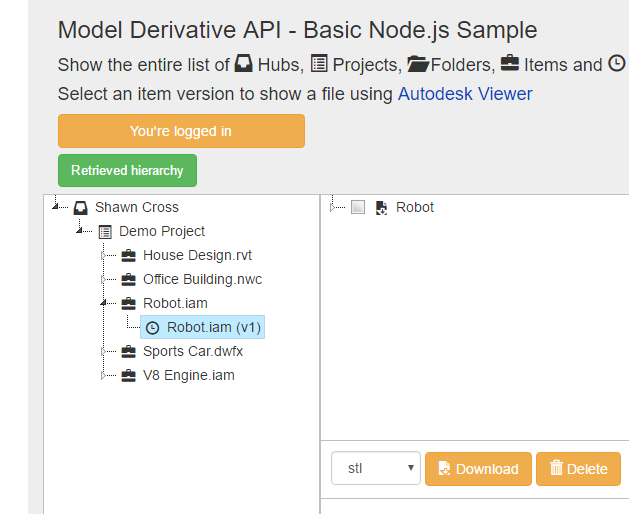 Model Derivative API - Basic Node.js Sample
Show the entire list of Hubs, Projects, Folders, Items and
Select an item version to show a file using Autodesk Viewer
You're logged in
Retrieved hierarchy
Shawn Cross
Demo Project
House Design.rvt
Office Building.nwc
Robot.iam
Robot.iam (v1)
Sports Car.dwfx
V8 Engine.iam
Robot
stl Download Delete